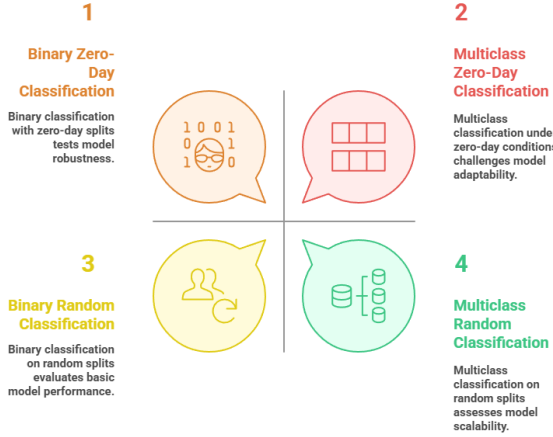 1
Binary Zero-
Day
Classification
Binary classification
with zero-day splits
tests model
robustness.
2
Multiclass
Zero-Day
Classification
Multiclass
classification under
zero-day conditions
challenges model
adaptability.
1 0 0 1
0 1
1 0
3
Binary Random
Classification
Binary classification
on random splits
evaluates basic
model performance.
4
Multiclass
Random
Classification
Multiclass
classification on
random splits
assesses model
scalability.